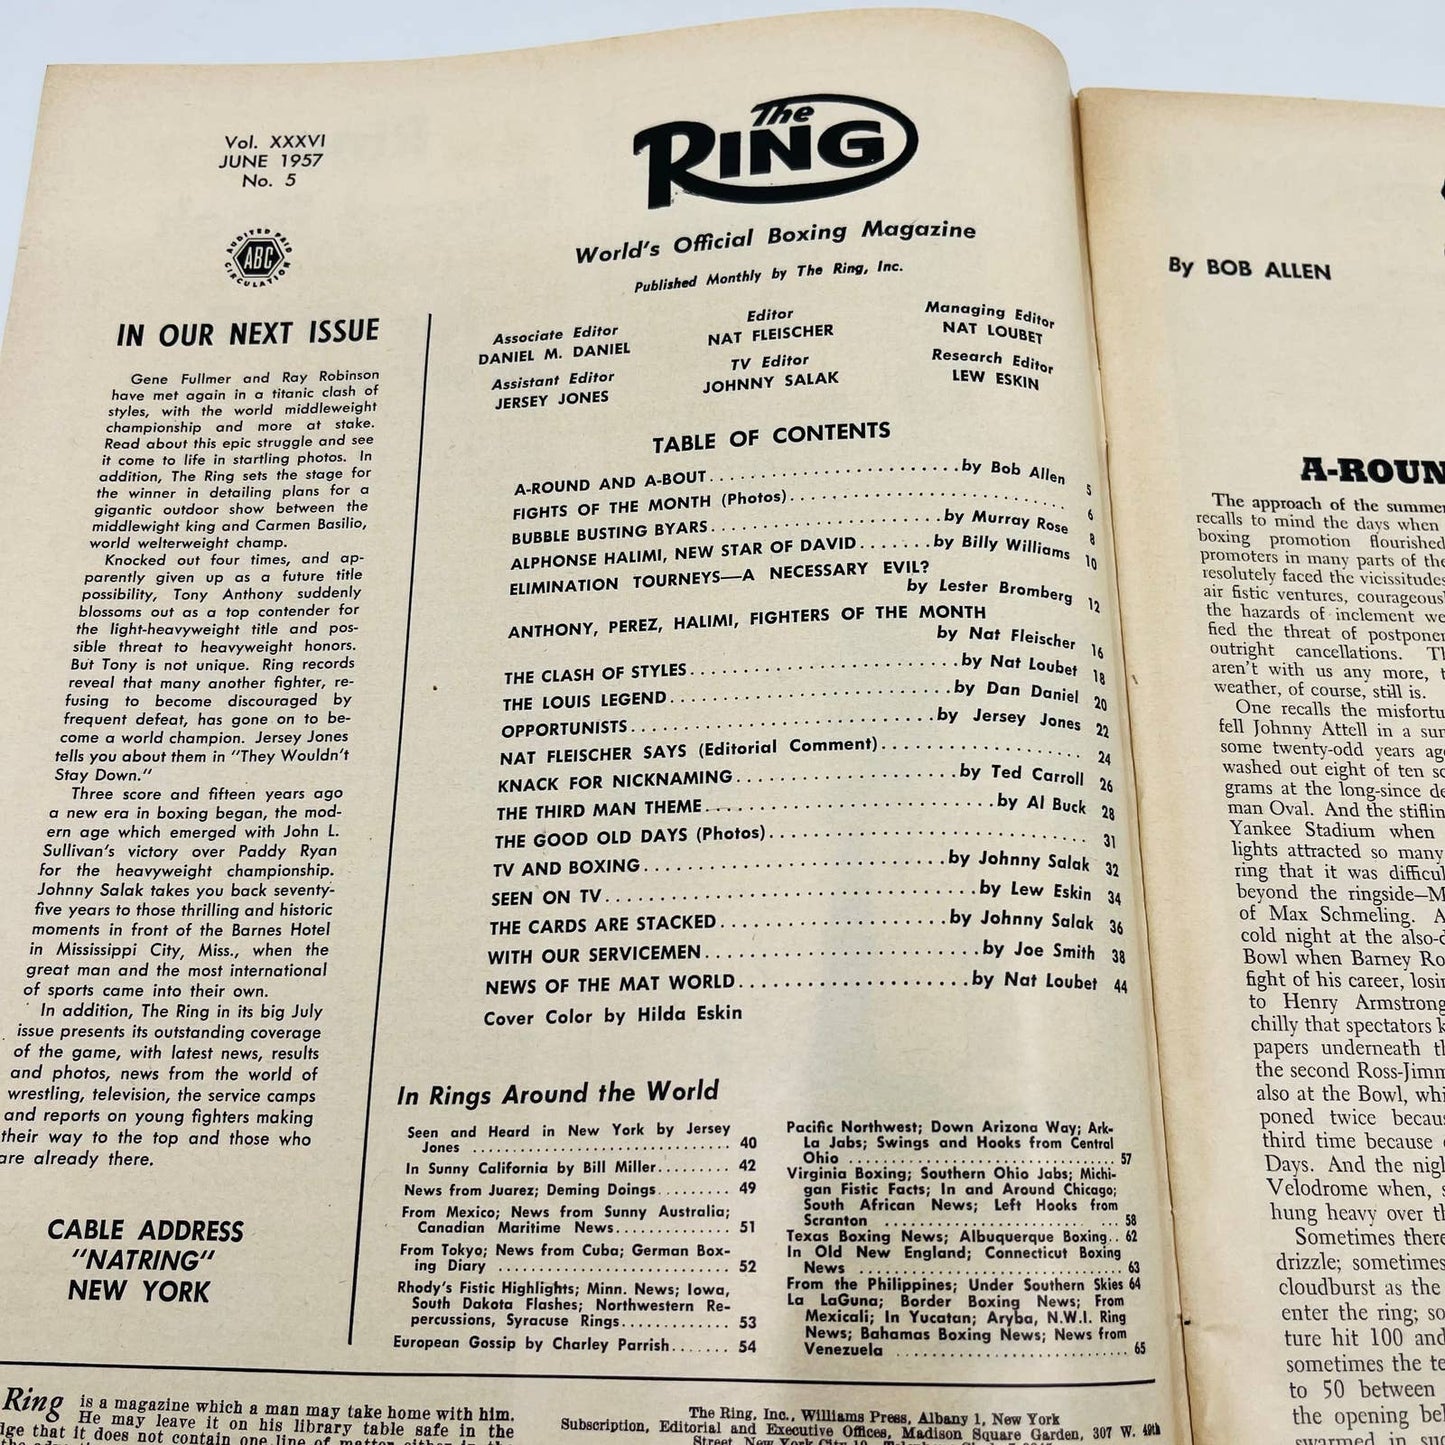 Vol. XXXVI
JUNE 1957
No. 5
AUDITED PAID
ABC
CIRCULATION
IN OUR NEXT ISSUE
Gene Fullmer and Ray Robinson
have met again in a titanic clash of
styles, with the world middleweight
championship and more at stake.
Read about this epic struggle and see
it come to life in startling photos. In
addition, The Ring sets the stage for
the winner in detailing plans for a
gigantic outdoor show between the
middlewight king and Carmen Basilio,
world welterweight champ.
Knocked out four times, and ap-
parently given up as a future title
possibility, Tony Anthony suddenly
blossoms out as a top contender for
the light-heavyweight title and pos-
sible threat to heavyweight honors.
But Tony is not unique. Ring records
reveal that many another fighter, re-
fusing to become discouraged by
frequent defeat, has gone on to be-
come a world champion. Jersey Jones
tells you about them in "They Wouldn't
Stay Down."
Three score and fifteen years ago
a new era in boxing began, the mod-
ern age which emerged with John L.
Sullivan's victory over Paddy Ryan
for the heavyweight championship.
Johnny Salak takes you back seventy-
five years to those thrilling and historic
moments in front of the Barnes Hotel
in Mississippi City, Miss., when the
great man and the most international
of sports came into their own.
In addition, The Ring in its big July
issue presents its outstanding coverage
of the game, with latest news, results
and photos, news from the world of
wrestling, television, the service camps
and reports on young fighters making
their way to the top and those who
are already there.
CABLE ADDRESS
"NATRING"
NEW YORK
The
RING
World's Official Boxing Magazine
Published Monthly by The Ring, Inc.
Associate Editor
DANIEL M. DANIEL
Assistant Editor
JERSEY JONES
Editor
NAT FLEISCHER
TV Editor
JOHNNY SALAK
Managing Editor
NAT LOUBET
Research Editor
LEW ESKIN
TABLE OF CONTENTS
A-ROUND AND A-BOUT . . . . by Bob Allen 5
FIGHTS OF THE MONTH (Photos) . . . . 6
BUBBLE BUSTING BYARS . . . . by Murray Rose 8
ALPHONSE HALIMI, NEW STAR OF DAVID . . . . by Billy Williams 10
ELIMINATION TOURNEYS—A NECESSARY EVIL?
by Lester Bromberg 12
ANTHONY, PEREZ, HALIMI, FIGHTERS OF THE MONTH
by Nat Fleischer 16
THE CLASH OF STYLES . . . . by Nat Loubet 18
THE LOUIS LEGEND . . . . by Dan Daniel 20
OPPORTUNISTS . . . . by Jersey Jones 22
NAT FLEISCHER SAYS (Editorial Comment) . . . . 24
KNACK FOR NICKNAMING . . . . by Ted Carroll 26
THE THIRD MAN THEME . . . . by Al Buck 28
THE GOOD OLD DAYS (Photos) . . . . 31
TV AND BOXING . . . . by Johnny Salak 32
SEEN ON TV . . . . by Lew Eskin 34
THE CARDS ARE STACKED . . . . by Johnny Salak 36
WITH OUR SERVICEMEN . . . . by Joe Smith 38
NEWS OF THE MAT WORLD . . . . by Nat Loubet 44
Cover Color by Hilda Eskin
In Rings Around the World
Seen and Heard in New York by Jersey
Jones . . . . 40
In Sunny California by Bill Miller . . . . 42
News from Juarez; Deming Doings . . . . 49
From Mexico; News from Sunny Australia;
Canadian Maritime News . . . . 51
From Tokyo; News from Cuba; German Box-
ing Diary . . . . 52
Rhody's Fistic Highlights; Minn. News; Iowa,
South Dakota Flashes; Northwestern Re-
percussions, Syracuse Rings . . . . 53
European Gossip by Charley Parrish . . . . 54
Pacific Northwest; Down Arizona Way; Ark-
La Jabs; Swings and Hooks from Central
Ohio . . . . 57
Virginia Boxing; Southern Ohio Jabs; Michi-
gan Fistic Facts; In and Around Chicago;
South African News; Left Hooks from
Scranton . . . . 58
Texas Boxing News; Albuquerque Boxing . . 62
In Old New England; Connecticut Boxing
News . . . . 63
From the Philippines; Under Southern Skies 64
La LaGuna; Border Boxing News; From
Mexicali; In Yucatan; Aryba, N.W.I. Ring
News; Bahamas Boxing News; News from
Venezuela . . . . 65
Ring is a magazine which a man may take home with him.
He may leave it on his library table safe in the
that it does not contain one line of matter either in the
The Ring, Inc., Williams Press, Albany 1, New York
Subscription, Editorial and Executive Offices, Madison Square Garden, 307 W. 49th
Street, New York City
By BOB ALLEN
A-ROUN
The approach of the summer
recalls to mind the days when
boxing promotion flourished
promoters in many parts of the
resolutely faced the vicissitudes
air fistic ventures, courageous
the hazards of inclement we
fied the threat of postponem
outright cancellations. Th
aren't with us any more, t
weather, of course, still is.
One recalls the misfortu
fell Johnny Attell in a su
some twenty-odd years ago
washed out eight of ten sc
grams at the long-since de
man Oval. And the stiflin
Yankee Stadium when
lights attracted so many
ring that it was difficul
beyond the ringside—M
of Max Schmeling. A
cold night at the also-d
Bowl when Barney Ro
fight of his career, losin
to Henry Armstrong
chilly that spectators k
papers underneath th
the second Ross-Jimm
also at the Bowl, whi
poned twice becaus
third time because o
Days. And the nigh
Velodrome when, s
hung heavy over th
Sometimes there
drizzle; sometimes
cloudburst as the
enter the ring; so
ture hit 100 and
sometimes the te
to 50 between
the opening bel
swarmed in suc